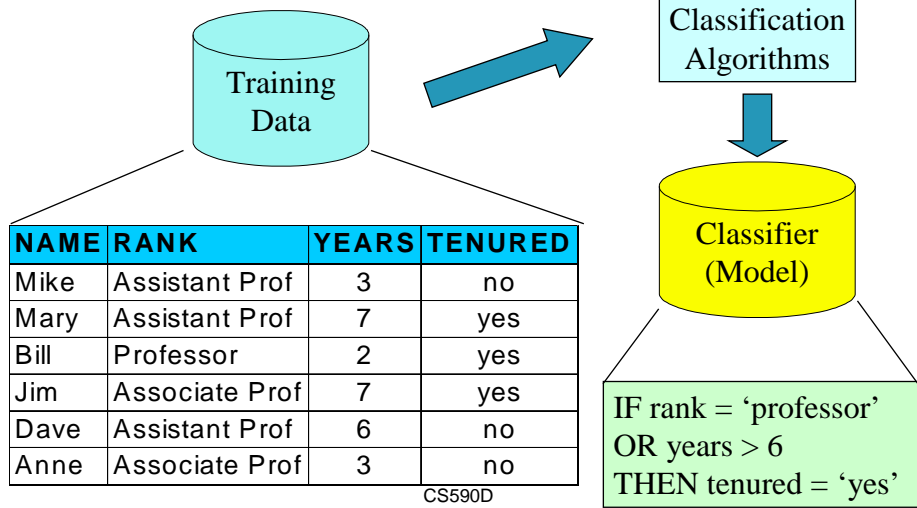 Training
Data
Classification
Algorithms
Classifier
(Model)
NAME RANK YEARS TENURED
Mike Assistant Prof 3 no
Mary Assistant Prof 7 yes
Bill Professor 2 yes
Jim Associate Prof 7 yes
Dave Assistant Prof 6 no
Anne Associate Prof 3 no
IF rank = ‘professor’
OR years > 6
THEN tenured = ‘yes’
CS590D